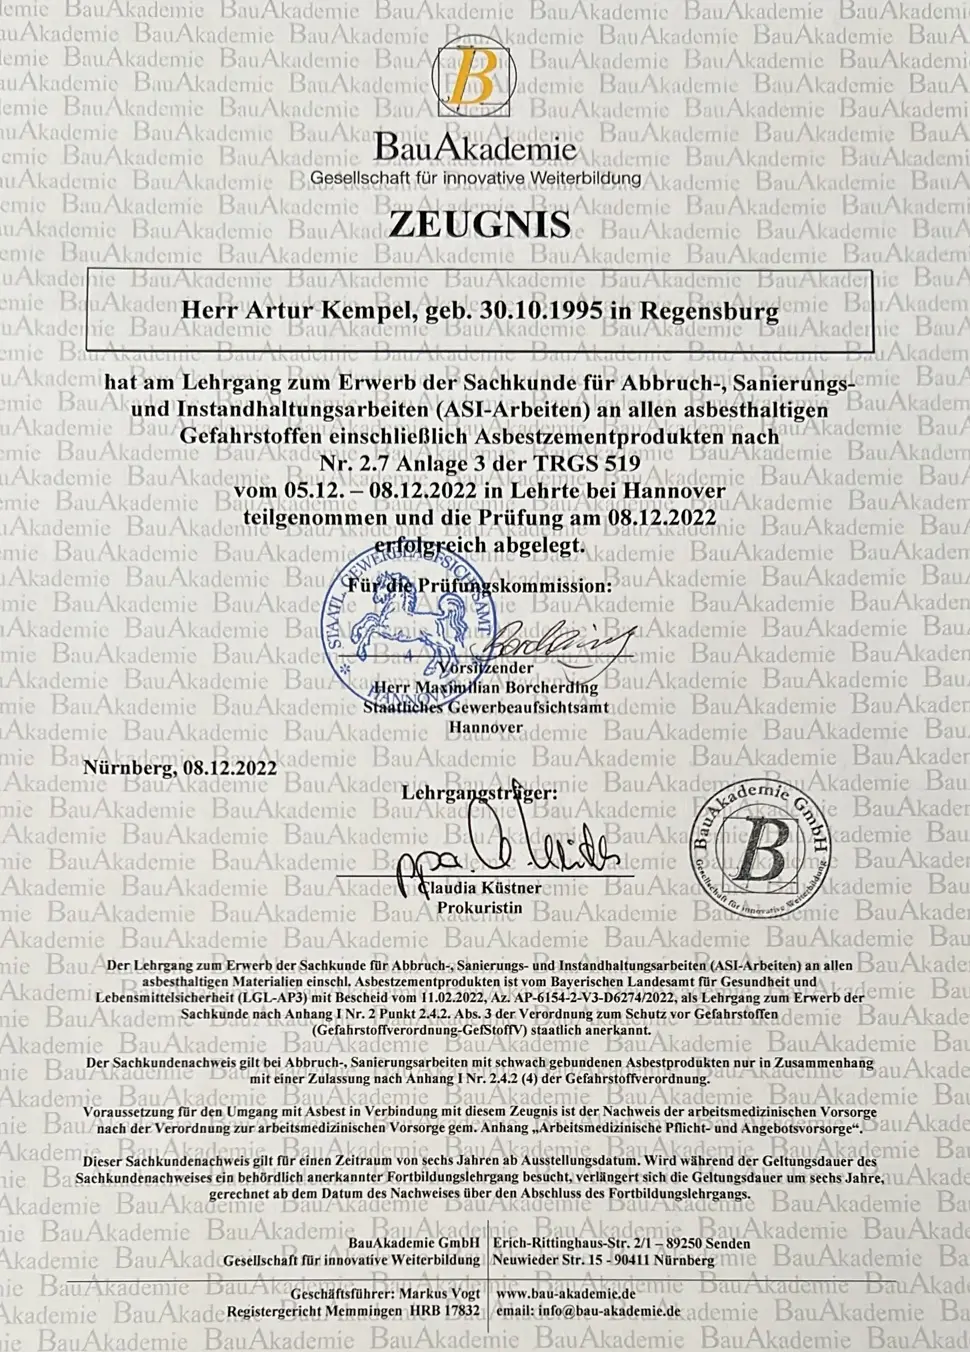 B
BauAkademie
Gesellschaft für innovative Weiterbildung
ZEUGNIS
Herr Artur Kempel, geb. 30.10.1995 in Regensburg
hat am Lehrgang zum Erwerb der Sachkunde für Abbruch-, Sanierungs-
und Instandhaltungsarbeiten (ASI-Arbeiten) an allen asbesthaltigen
Gefahrstoffen einschließlich Asbestzementprodukten nach
Nr. 2.7 Anlage 3 der TRGS 519
vom 05.12. – 08.12.2022 in Lehrte bei Hannover
teilgenommen und die Prüfung am 08.12.2022
erfolgreich abgelegt.
Für die Prüfungskommission:
STAATL. GEWERBEAUFSICHTSAMT
4
HANNOVER
Vorsitzender
Herr Maximilian Borcherding
Staatliches Gewerbeaufsichtsamt
Hannover
Nürnberg, 08.12.2022
Lehrgangsträger:
ppa.
BauAkademie GmbH
B
Gesellschaft für innovative Weiterbildung
Claudia Küstner
Prokuristin
Der Lehrgang zum Erwerb der Sachkunde für Abbruch-, Sanierungs- und Instandhaltungsarbeiten (ASI-Arbeiten) an allen
asbesthaltigen Materialien einschl. Asbestzementprodukten ist vom Bayerischen Landesamt für Gesundheit und
Lebensmittelsicherheit (LGL-AP3) mit Bescheid vom 11.02.2022, Az. AP-6154-2-V3-D6274/2022, als Lehrgang zum Erwerb der
Sachkunde nach Anhang I Nr. 2 Punkt 2.4.2. Abs. 3 der Verordnung zum Schutz vor Gefahrstoffen
(Gefahrstoffverordnung-GefStoffV) staatlich anerkannt.
Der Sachkundenachweis gilt bei Abbruch-, Sanierungsarbeiten mit schwach gebundenen Asbestprodukten nur in Zusammenhang
mit einer Zulassung nach Anhang I Nr. 2.4.2 (4) der Gefahrstoffverordnung.
Voraussetzung für den Umgang mit Asbest in Verbindung mit diesem Zeugnis ist der Nachweis der arbeitsmedizinischen Vorsorge
nach der Verordnung zur arbeitsmedizinischen Vorsorge gem. Anhang „Arbeitsmedizinische Pflicht- und Angebotsvorsorge“.
Dieser Sachkundenachweis gilt für einen Zeitraum von sechs Jahren ab Ausstellungsdatum. Wird während der Geltungsdauer des
Sachkundenachweises ein behördlich anerkannter Fortbildungslehrgang besucht, verlängert sich die Geltungsdauer um sechs Jahre,
gerechnet ab dem Datum des Nachweises über den Abschluss des Fortbildungslehrgangs.
BauAkademie GmbH Erich-Rittinghaus-Str. 2/1 – 89250 Senden
Gesellschaft für innovative Weiterbildung Neuwieder Str. 15 - 90411 Nürnberg
Geschäftsführer: Markus Vogt www.bau-akademie.de
Registergericht Memmingen HRB 17832 email: info@bau-akademie.de